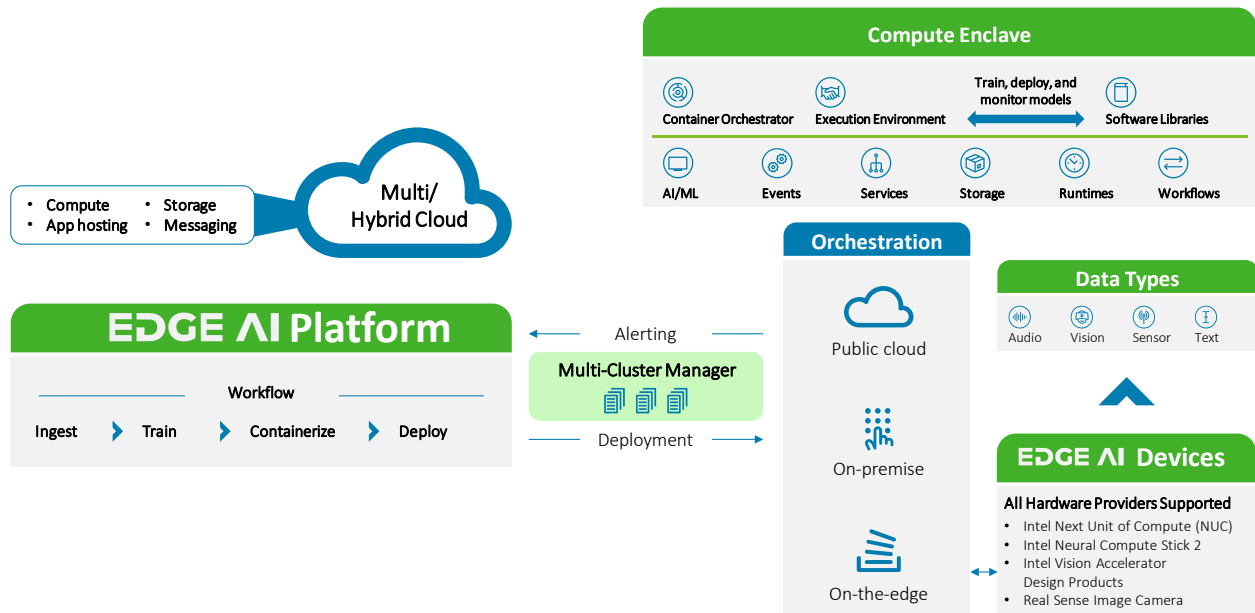 Compute Enclave
Train, deploy, and
monitor models
Container Orchestrator
Execution Environment
Software Libraries
AI/ML
Events
Services
Storage
Runtimes
Workflows
Multi/
Hybrid Cloud
• Compute
• Storage
• App hosting
• Messaging
EDGE AI Platform
Workflow
Ingest
Train
Containerize
Deploy
Alerting
Multi-Cluster Manager
Deployment
Orchestration
Public cloud
On-premise
On-the-edge
Data Types
Audio
Vision
Sensor
Text
EDGE AI Devices
All Hardware Providers Supported
• Intel Next Unit of Compute (NUC)
• Intel Neural Compute Stick 2
• Intel Vision Accelerator
Design Products
• Real Sense Image Camera